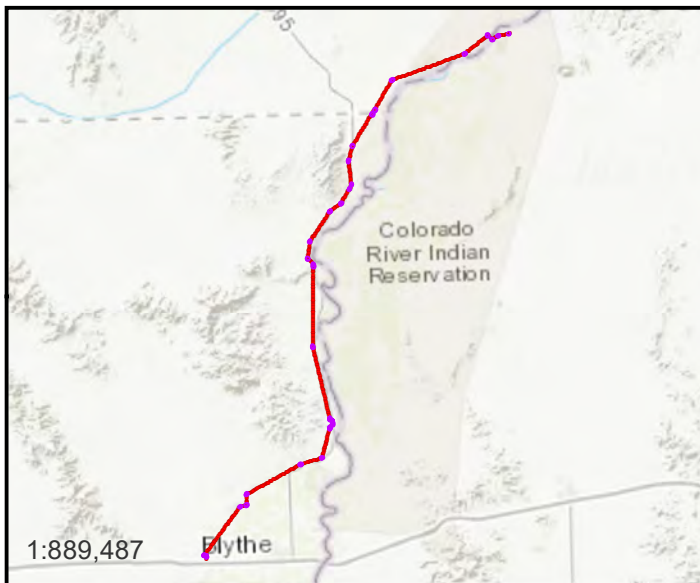 95
Colorado
River Indian
Reservation
Blythe
1:889,487